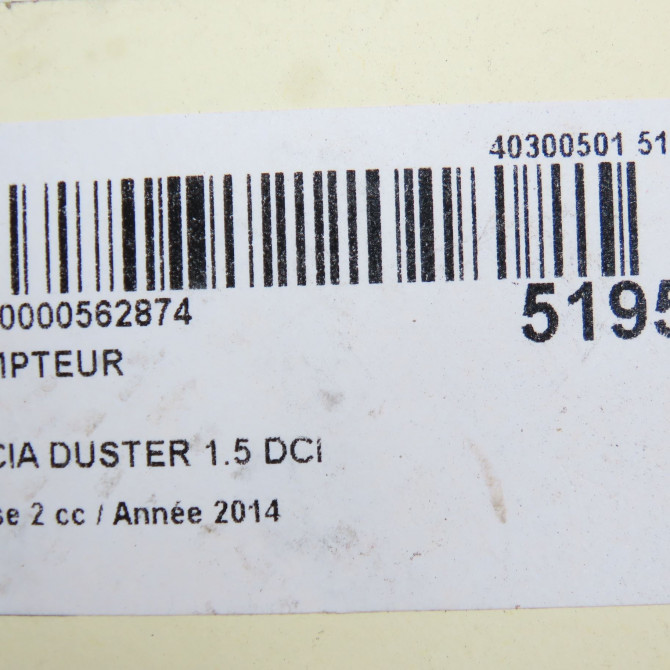 40300501 51
0000562874
5195
MPTEUR
CIA DUSTER 1.5 DCI
se 2 cc / Année 2014